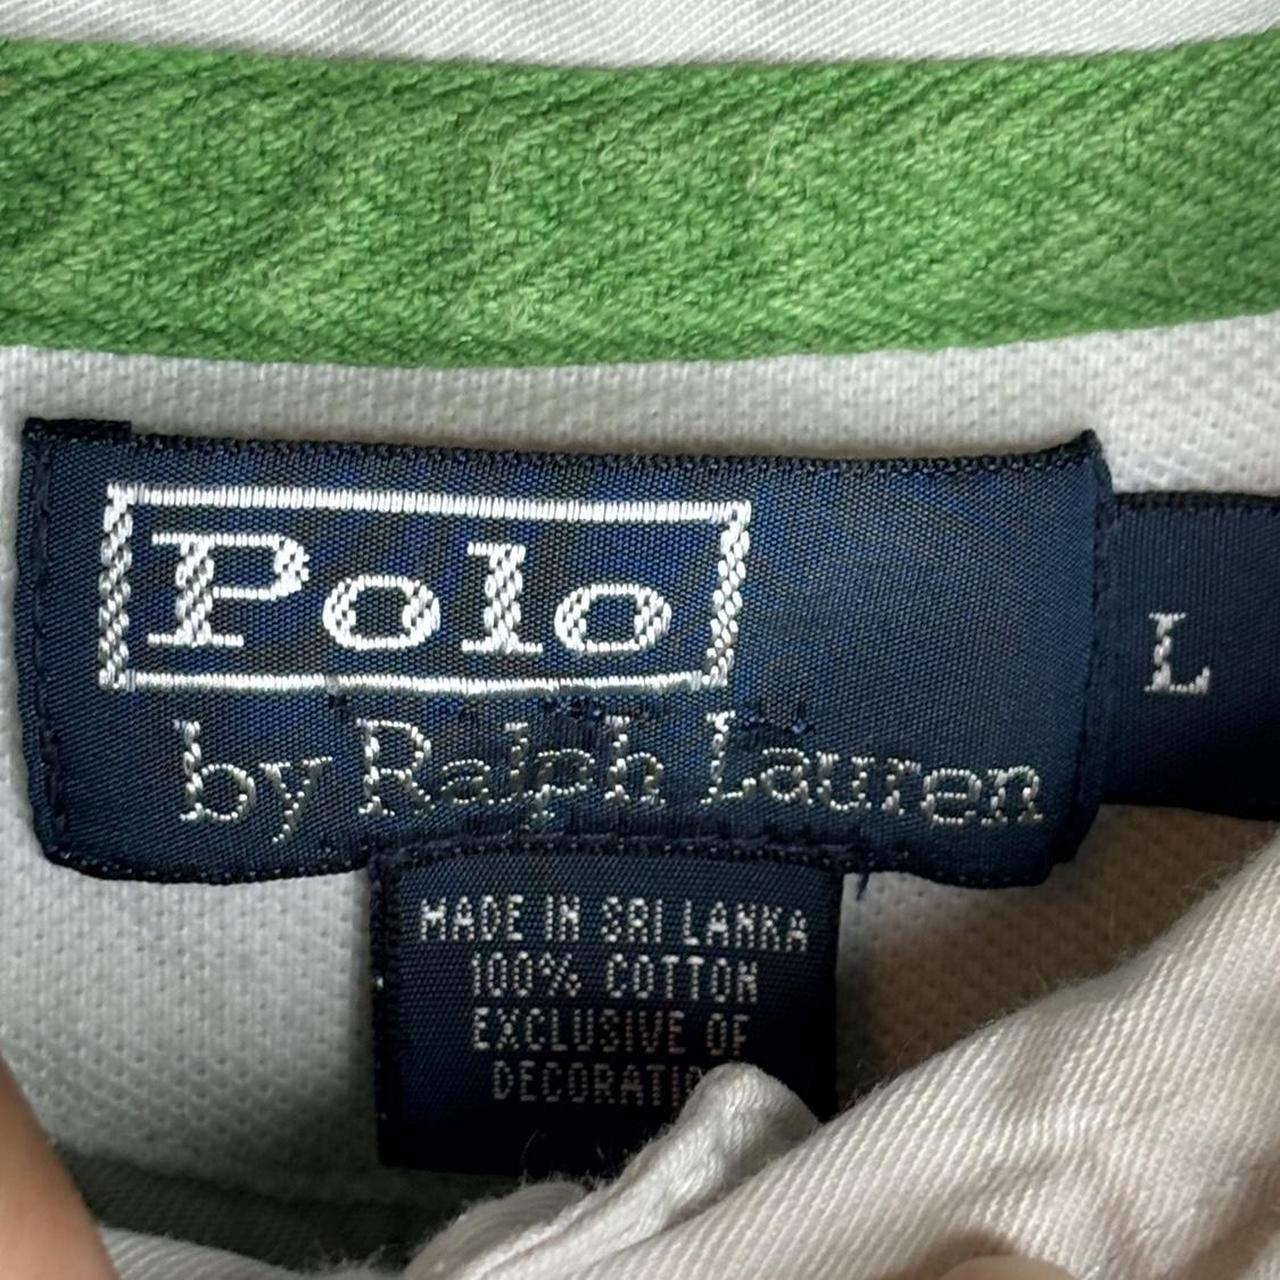 Polo
by Ralph Lauren
L
MADE IN SRI LANKA
100% COTTON
EXCLUSIVE OF